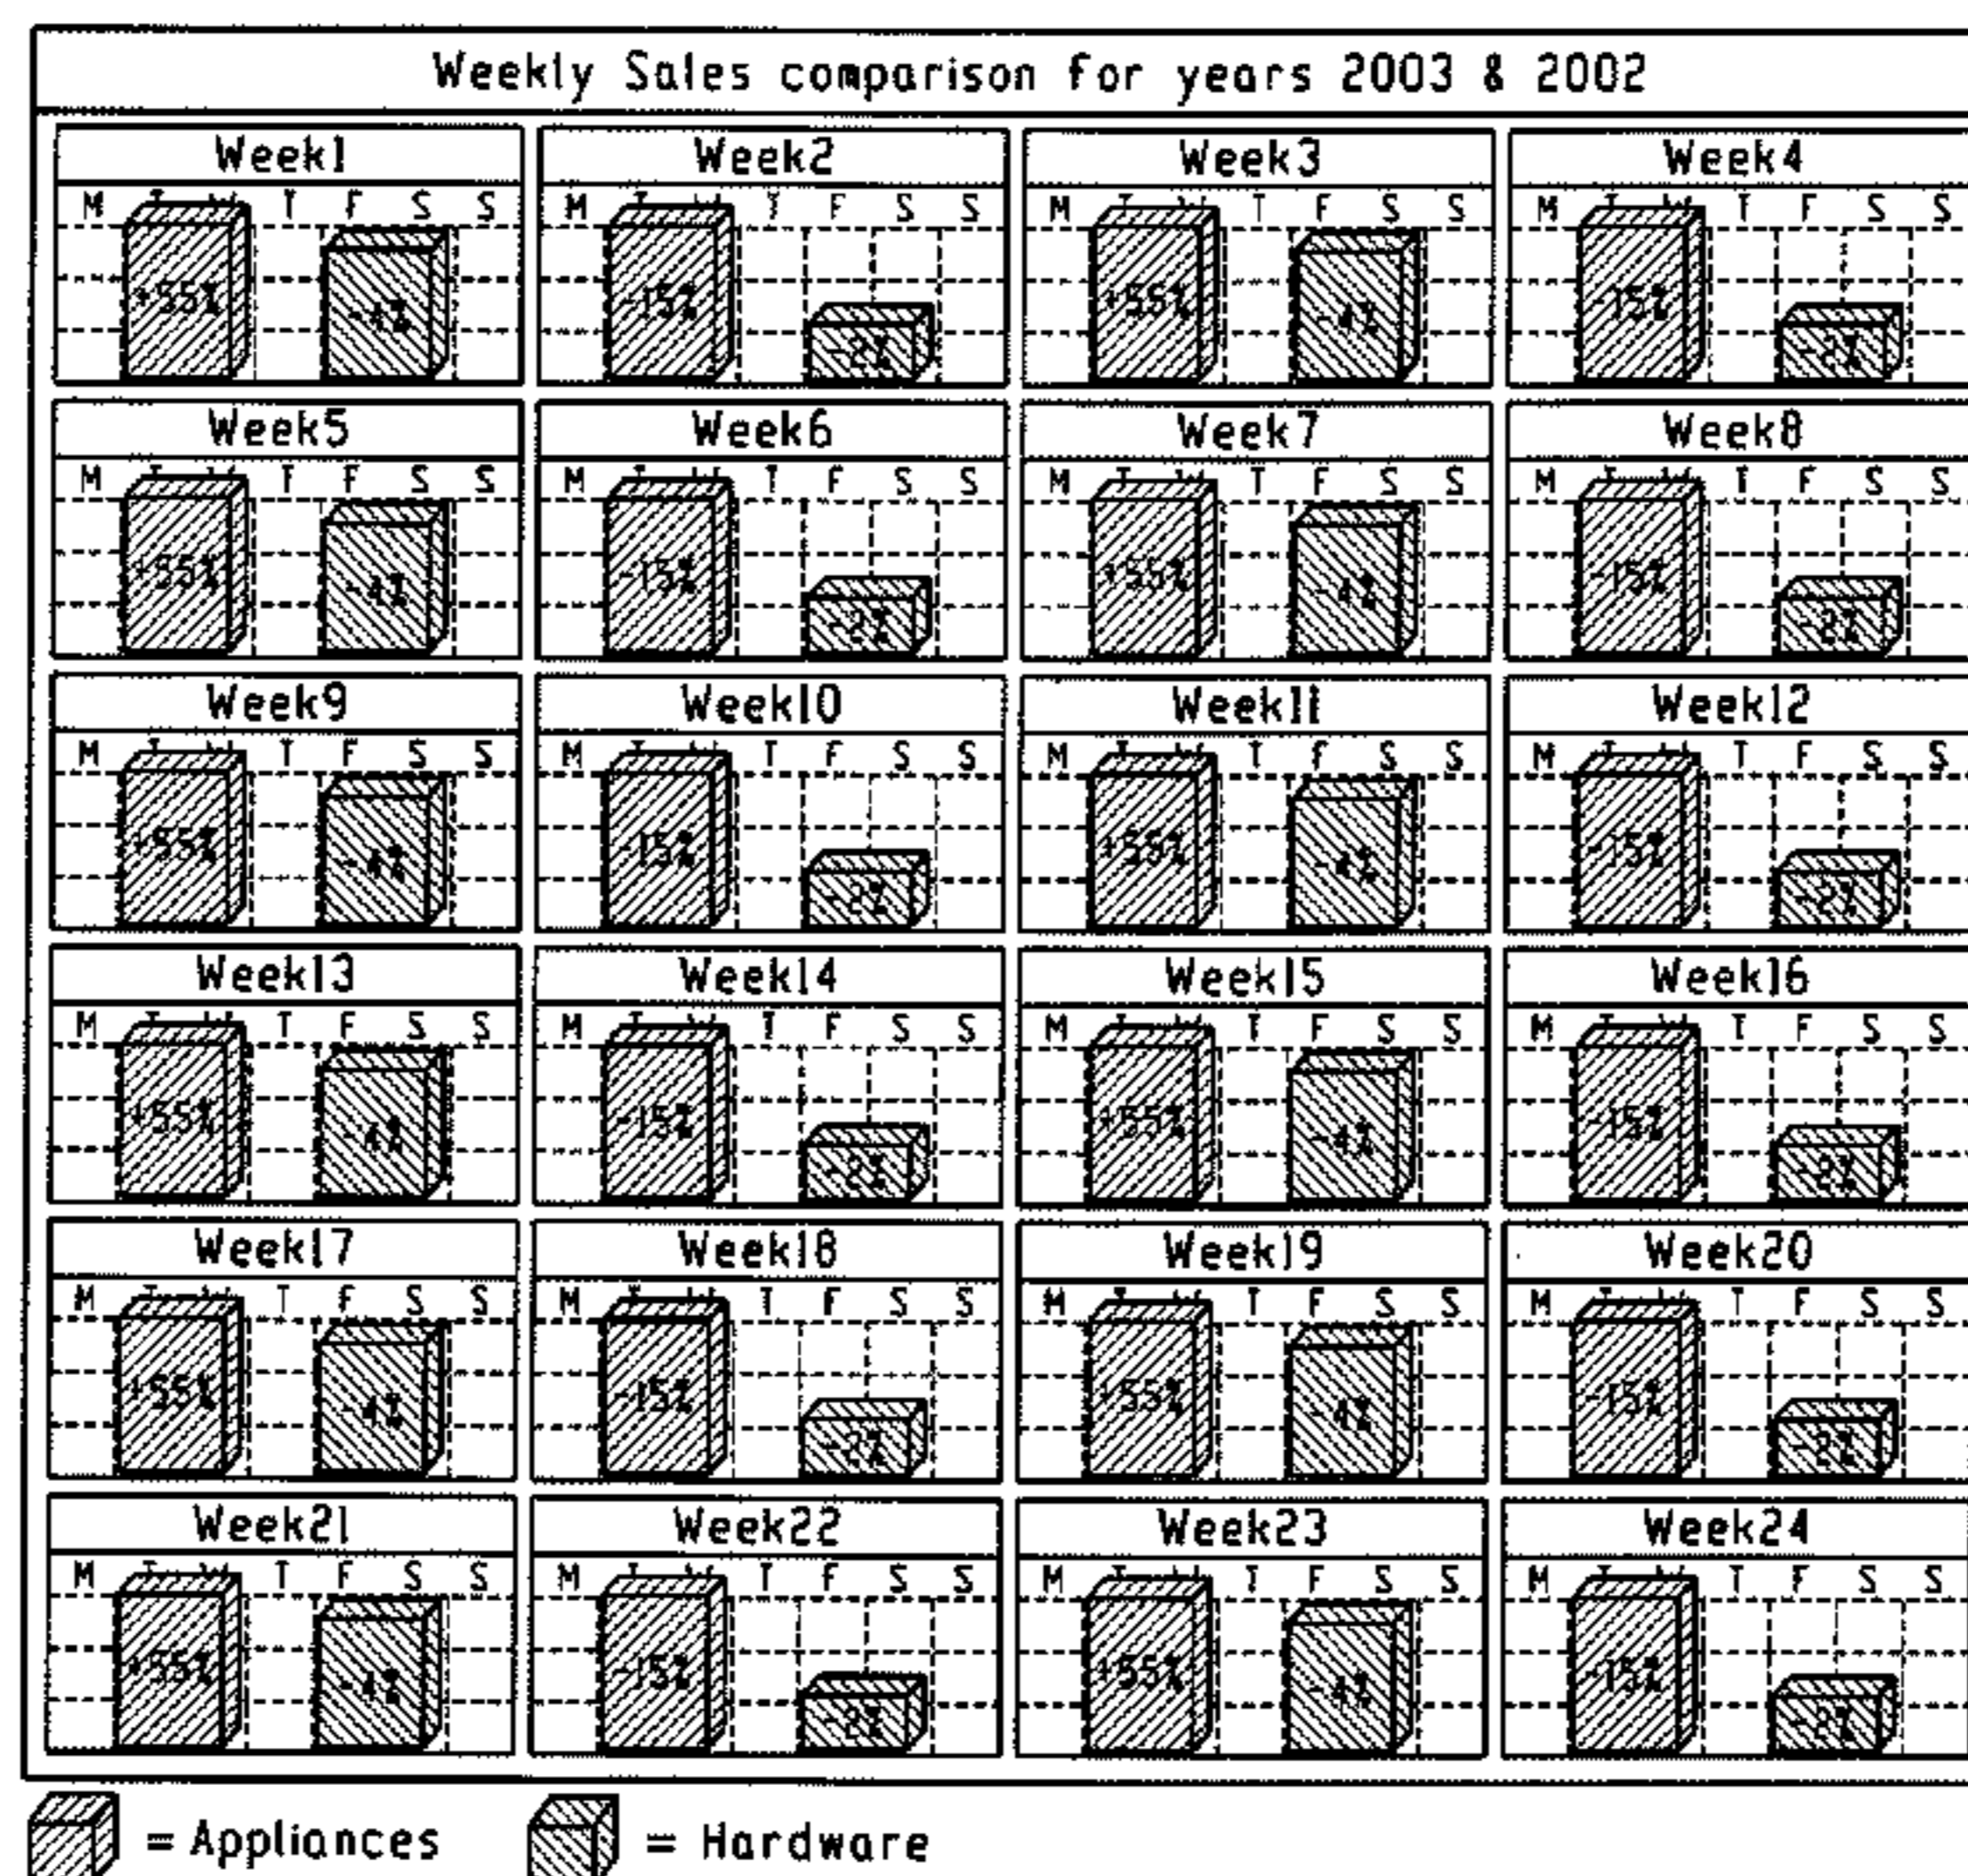 Weekly Sales comparison for years 2003 & 2002
Week1 Week2 Week3 Week4
M T W T F S S M T W T F S S M T W T F S S M T W T F S S
+55% -4% -15% -2% +55% -4% -15% -2%
Week5 Week6 Week7 Week8
M T W T F S S M T W T F S S M T W T F S S M T W T F S S
+55% -4% -15% -2% +55% -4% -15% -2%
Week9 Week10 Week11 Week12
M T W T F S S M T W T F S S M T W T F S S M T W T F S S
+55% -4% -15% -2% +55% -4% -15% -2%
Week13 Week14 Week15 Week16
M T W T F S S M T W T F S S M T W T F S S M T W T F S S
+55% -4% -15% -2% +55% -4% -15% -2%
Week17 Week18 Week19 Week20
M T W T F S S M T W T F S S M T W T F S S M T W T F S S
+55% -4% -15% -2% +55% -4% -15% -2%
Week21 Week22 Week23 Week24
M T W T F S S M T W T F S S M T W T F S S M T W T F S S
+55% -4% -15% -2% +55% -4% -15% -2%
= Appliances = Hardware